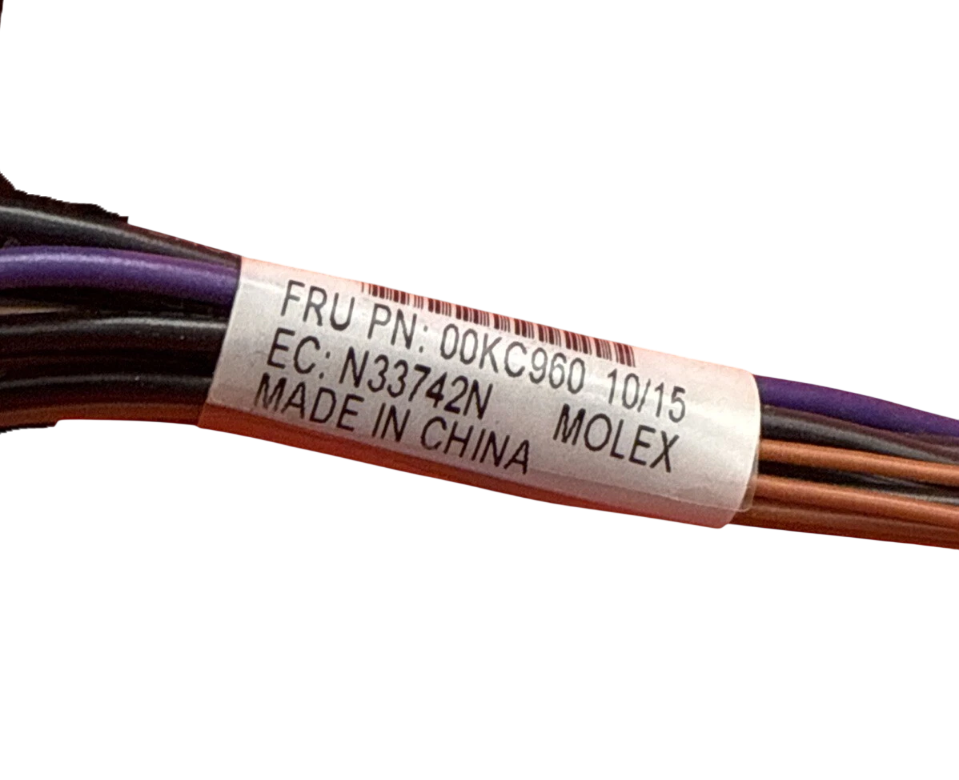 FRU PN: 00KC960 10/15
EC: N33742N MOLEX
MADE IN CHINA